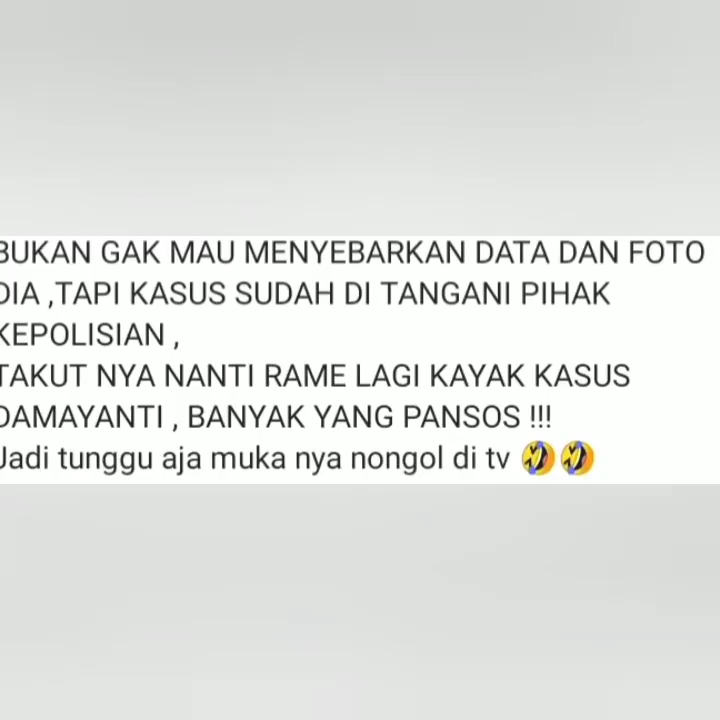 BUKAN GAK MAU MENYEBARKAN DATA DAN FOTO
DIA ,TAPI KASUS SUDAH DI TANGANI PIHAK
KEPOLISIAN ,
TAKUT NYA NANTI RAME LAGI KAYAK KASUS
DAMAYANTI , BANYAK YANG PANSOS !!!
Jadi tunggu aja muka nya nongol di tv 🤣🤣